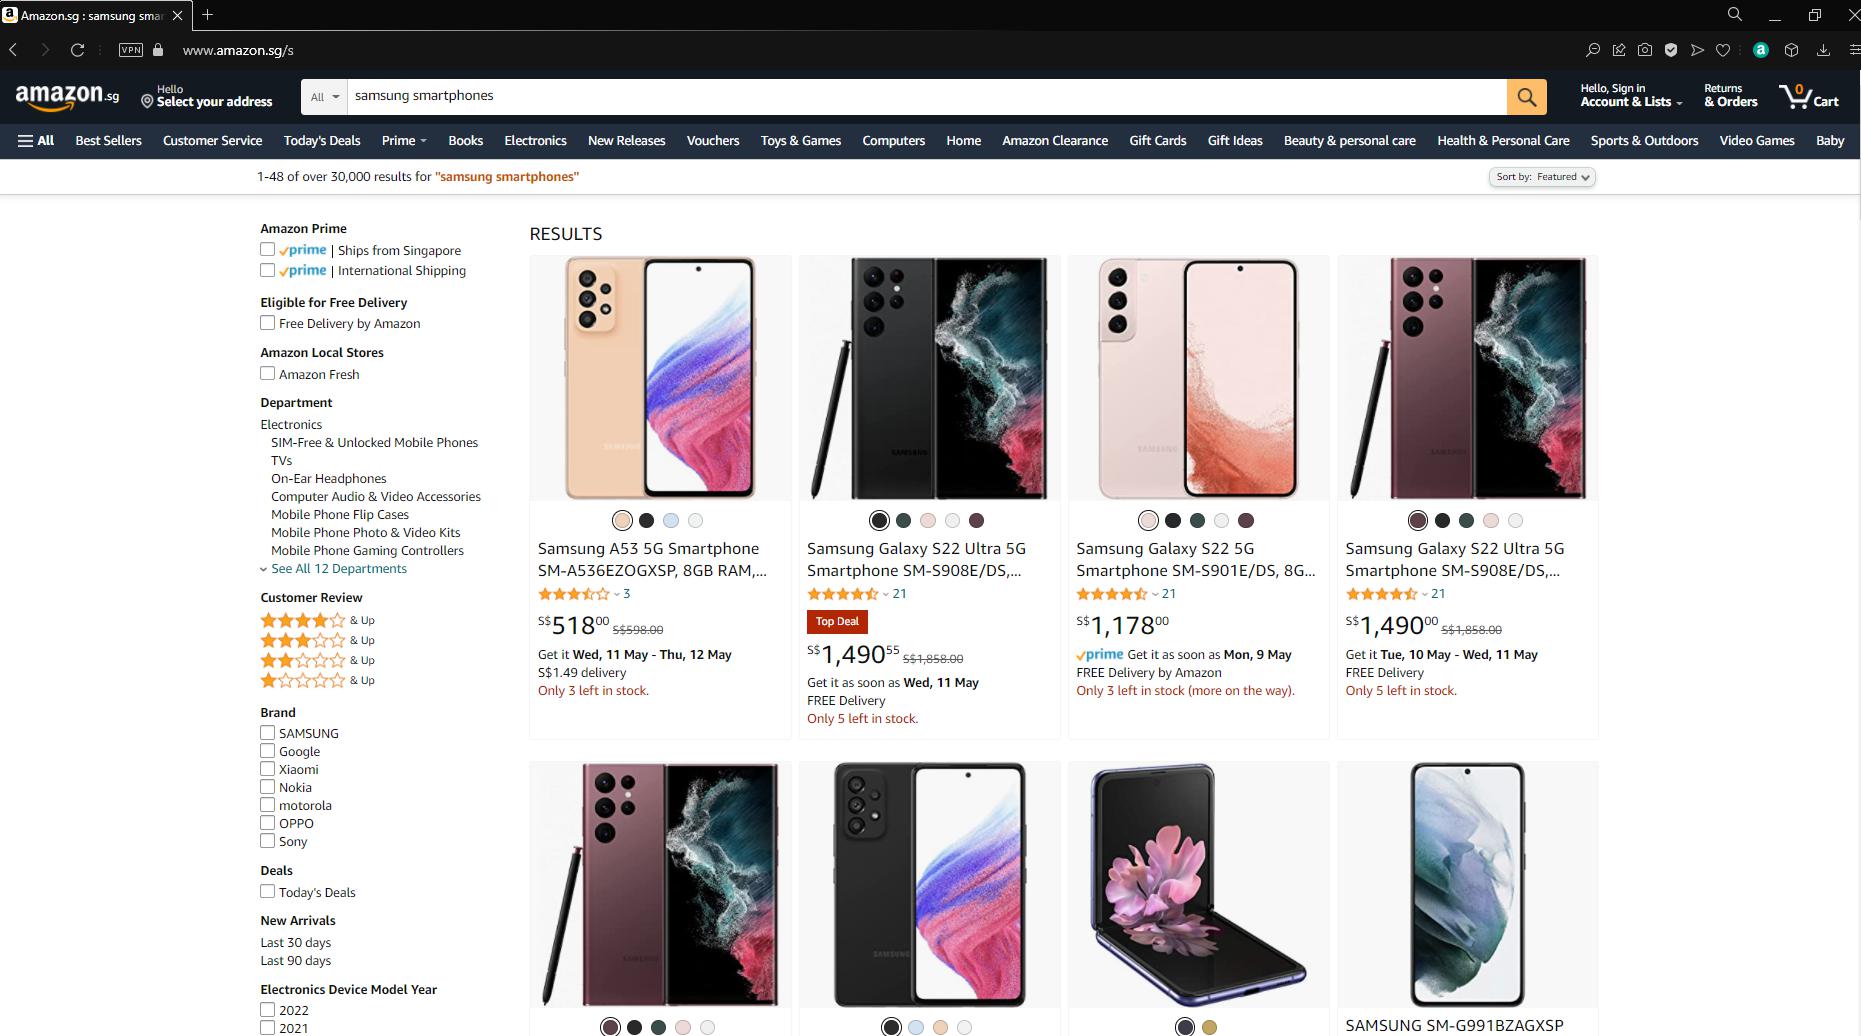 Amazon.sg : samsung smar
VPN
www.amazon.sg/s
amazon.sg
Hello
Select your address
All
samsung smartphones
Hello, Sign in
Account & Lists
Returns
& Orders
0
Cart
All
Best Sellers
Customer Service
Today's Deals
Prime
Books
Electronics
New Releases
Vouchers
Toys & Games
Computers
Home
Amazon Clearance
Gift Cards
Gift Ideas
Beauty & personal care
Health & Personal Care
Sports & Outdoors
Video Games
Baby
1-48 of over 30,000 results for "samsung smartphones"
Sort by: Featured
Amazon Prime
prime | Ships from Singapore
prime | International Shipping
Eligible for Free Delivery
Free Delivery by Amazon
Amazon Local Stores
Amazon Fresh
Department
Electronics
SIM-Free & Unlocked Mobile Phones
TVs
On-Ear Headphones
Computer Audio & Video Accessories
Mobile Phone Flip Cases
Mobile Phone Photo & Video Kits
Mobile Phone Gaming Controllers
See All 12 Departments
Customer Review
& Up
& Up
& Up
& Up
Brand
SAMSUNG
Google
Xiaomi
Nokia
motorola
OPPO
Sony
Deals
Today's Deals
New Arrivals
Last 30 days
Last 90 days
Electronics Device Model Year
2022
2021
RESULTS
SAMSUNG
Samsung A53 5G Smartphone
SM-A536EZOGXSP, 8GB RAM,...
3
S$518.00 S$598.00
Get it Wed, 11 May - Thu, 12 May
S$1.49 delivery
Only 3 left in stock.
SAMSUNG
Samsung Galaxy S22 Ultra 5G
Smartphone SM-S908E/DS,...
21
Top Deal
S$1,490.55 S$1,858.00
Get it as soon as Wed, 11 May
FREE Delivery
Only 5 left in stock.
SAMSUNG
Samsung Galaxy S22 5G
Smartphone SM-S901E/DS, 8G...
21
S$1,178.00
prime Get it as soon as Mon, 9 May
FREE Delivery by Amazon
Only 3 left in stock (more on the way).
SAMSUNG
Samsung Galaxy S22 Ultra 5G
Smartphone SM-S908E/DS,...
21
S$1,490.00 S$1,858.00
Get it Tue, 10 May - Wed, 11 May
FREE Delivery
Only 5 left in stock.
SAMSUNG
SAMSUNG
SAMSUNG SM-G991BZAGXSP